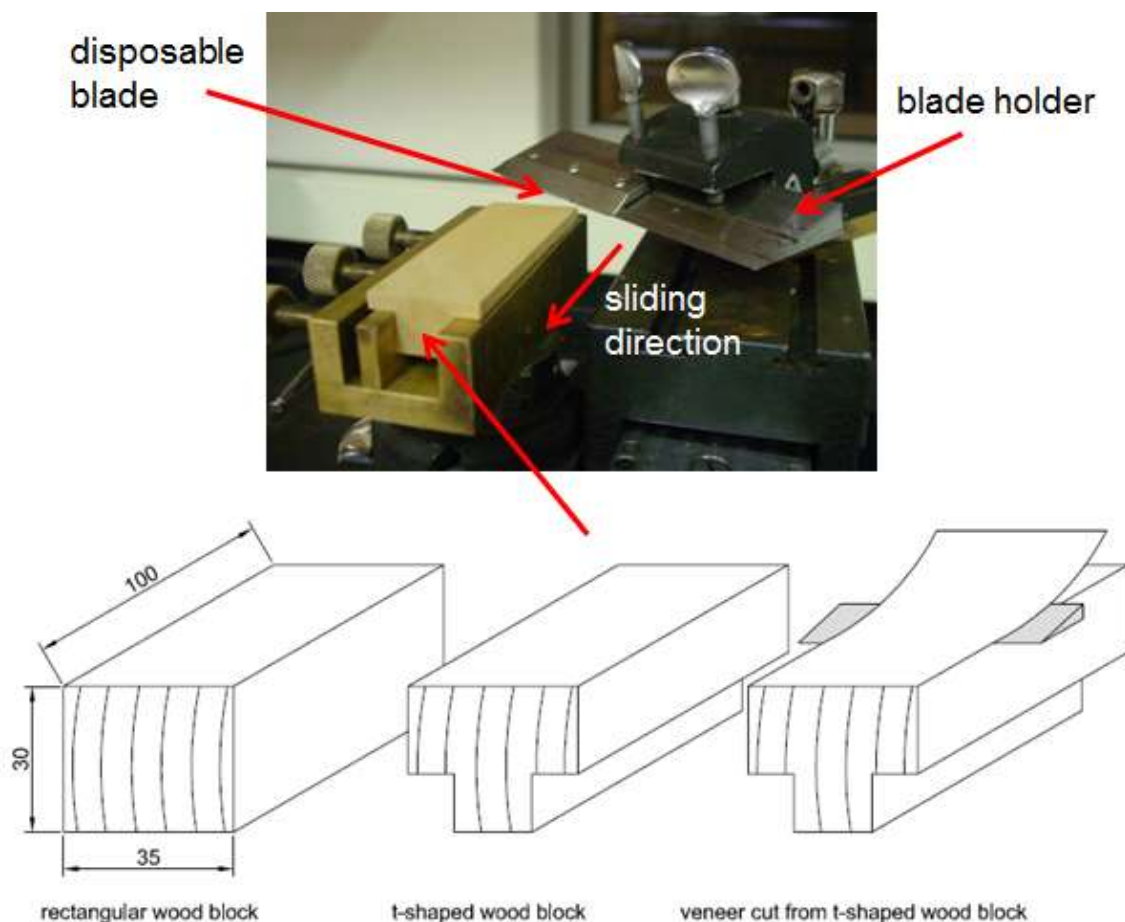 disposable
blade
blade holder
sliding
direction
100
30
35
rectangular wood block
t-shaped wood block
veneer cut from t-shaped wood block